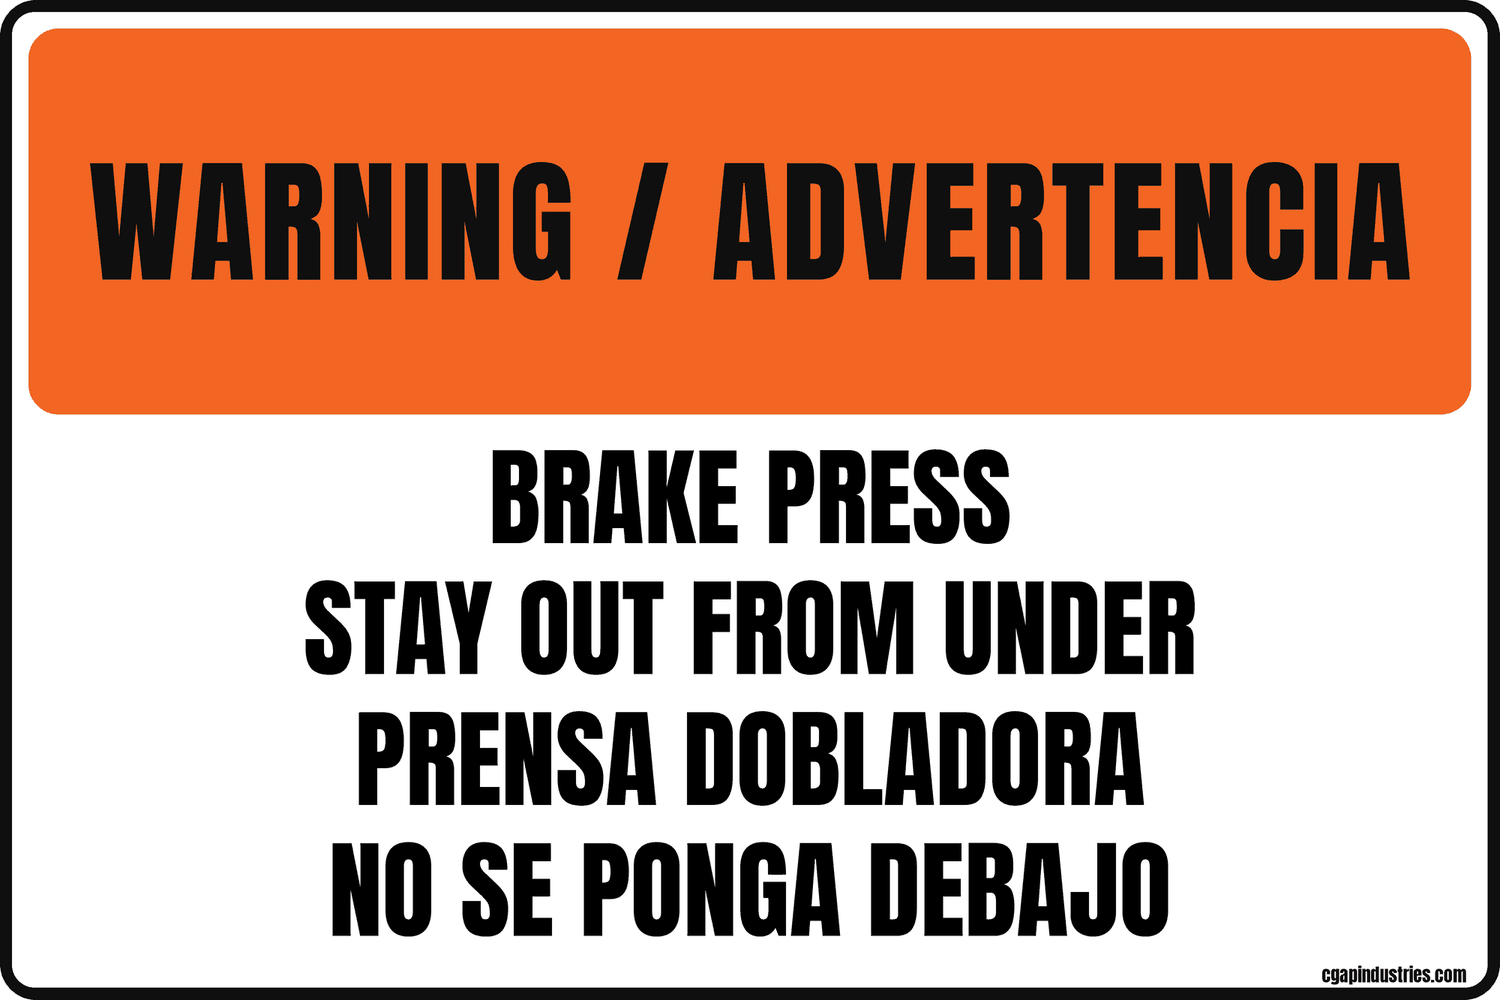 WARNING / ADVERTENCIA
BRAKE PRESS
STAY OUT FROM UNDER
PRENSA DOBLADORA
NO SE PONGA DEBAJO
cgapindustries.com